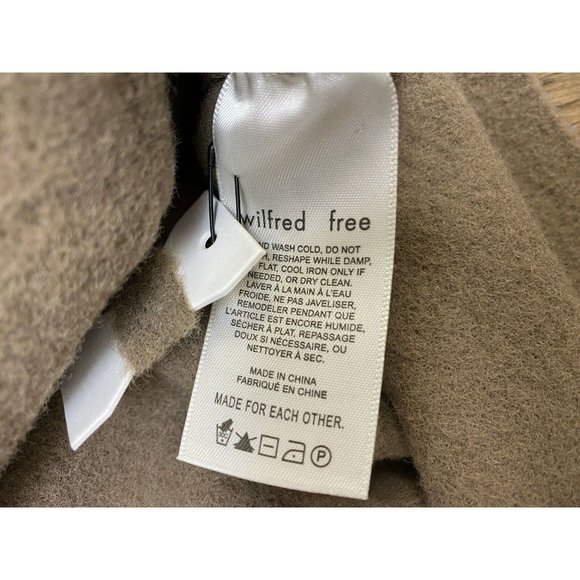 wilfred free
WASH COLD, DO NOT
RESHAPE WHILE DAMP,
FLAT, COOL IRON ONLY IF
NEEDED, OR DRY CLEAN.
LAVER À LA MAIN À L'EAU
FROIDE, NE PAS JAVELISER,
REMODELER PENDANT QUE
L'ARTICLE EST ENCORE HUMIDE,
SÉCHER À PLAT, REPASSAGE
DOUX SI NÉCESSAIRE, OU
NETTOYER À SEC.
MADE IN CHINA
FABRIQUÉ EN CHINE
MADE FOR EACH OTHER.
30C P